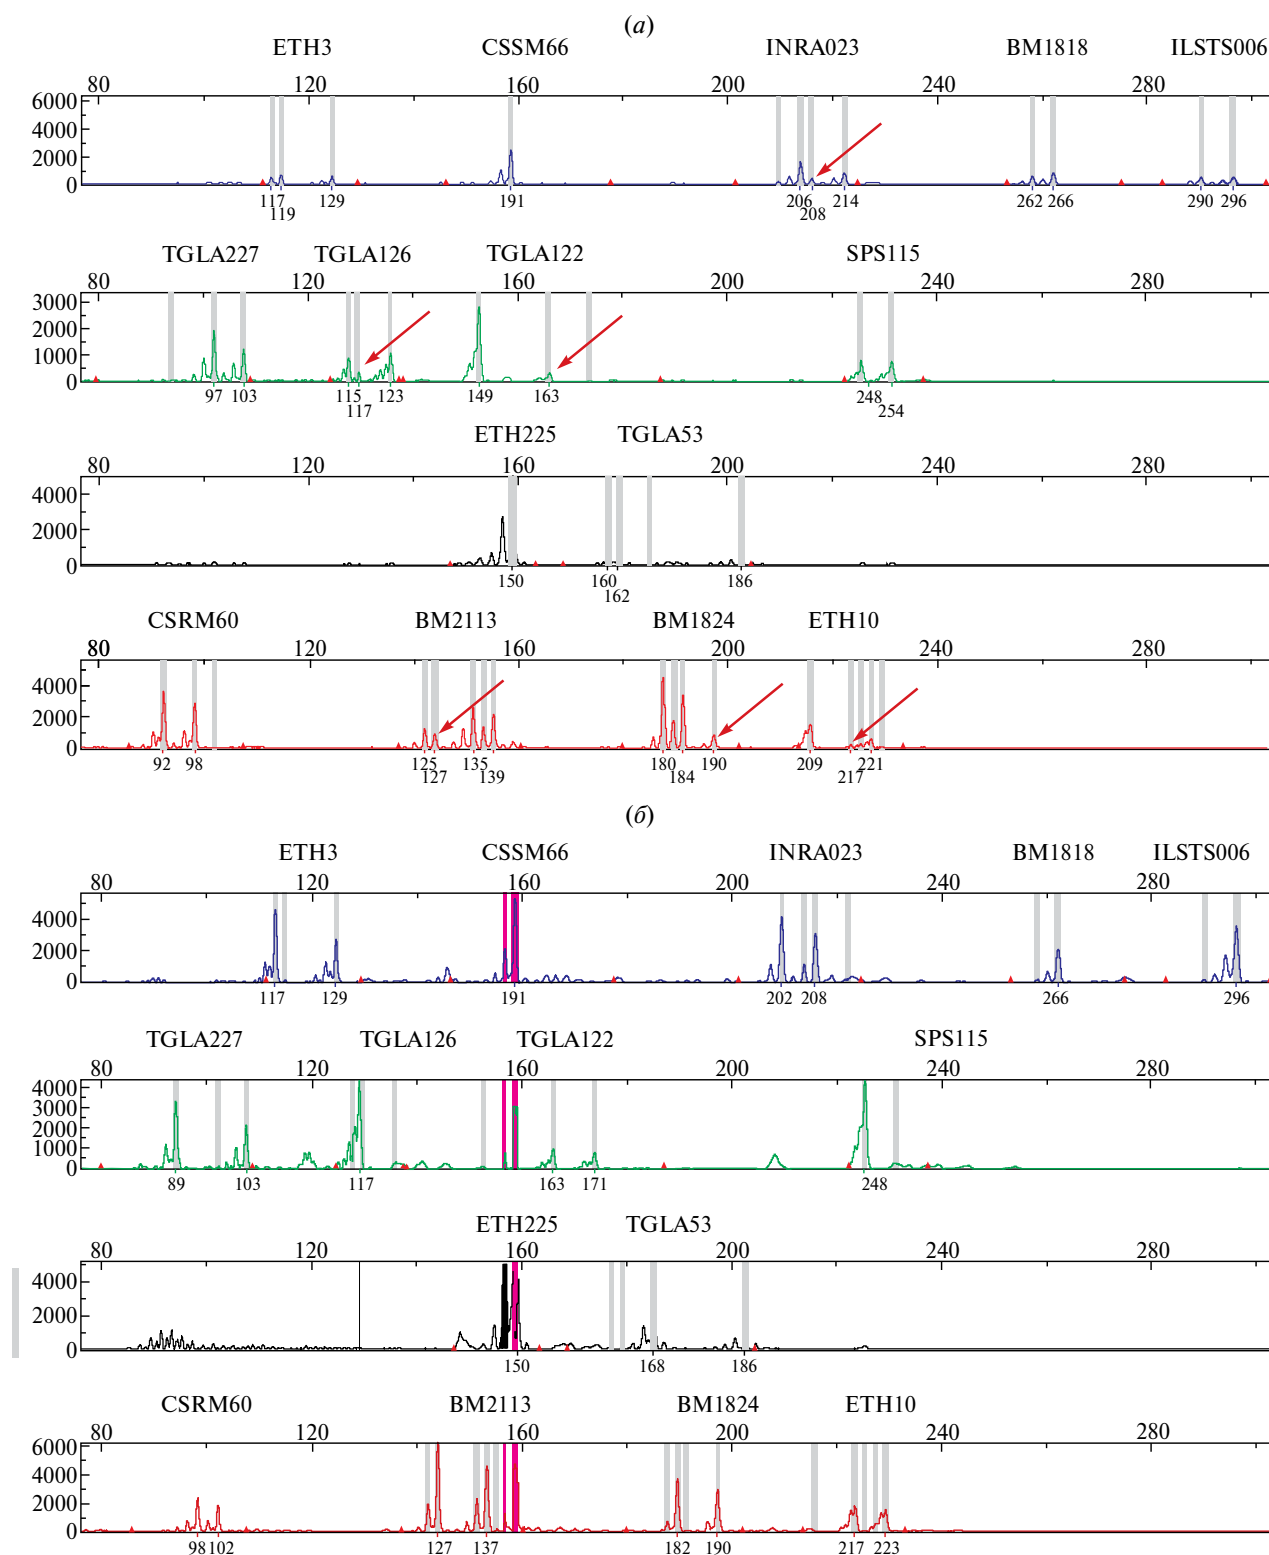 (а)
ETH3 CSSM66 INRA023 BM1818 ILSTS006
80 120 160 200 240 280
6000
4000
2000
0
117 129 191 206 214 262 266 290 296
119 208
TGLA227 TGLA126 TGLA122 SPS115
80 120 160 200 240 280
3000
2000
1000
0
97 103 115 123 149 163 248
117 254
ETH225 TGLA53
80 120 160 200 240 280
4000
2000
0
150 160 186
162
CSRM60 BM2113 BM1824 ETH10
80 120 160 200 240 280
4000
2000
0
92 98 125 135 180 190 209 221
127 139 184 217
(б)
ETH3 CSSM66 INRA023 BM1818 ILSTS006
80 120 160 200 240 280
4000
2000
0
117 129 191 202 208 266 296
TGLA227 TGLA126 TGLA122 SPS115
80 120 160 200 240 280
4000
3000
2000
1000
0
89 103 117 163 171 248
ETH225 TGLA53
80 120 160 200 240 280
4000
2000
0
150 168 186
CSRM60 BM2113 BM1824 ETH10
80 120 160 200 240 280
6000
4000
2000
0
98 102 127 137 182 190 217 223